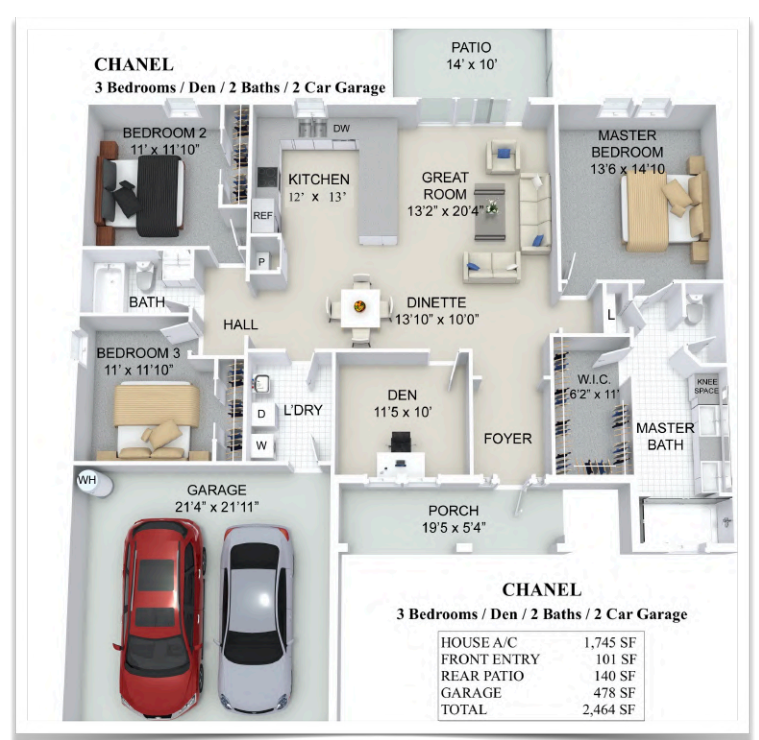 CHANEL
3 Bedrooms / Den / 2 Baths / 2 Car Garage
PATIO
14' x 10'
BEDROOM 2
11' x 11'10"
DW
KITCHEN
12' x 13'
REF
P
GREAT
ROOM
13'2" x 20'4"
MASTER
BEDROOM
13'6 x 14'10
BATH
HALL
DINETTE
13'10" x 10'0"
L
BEDROOM 3
11' x 11'10"
L'DRY
D
W
DEN
11'5 x 10'
FOYER
W.I.C.
6'2" x 11'
KNEE
SPACE
MASTER
BATH
WH
GARAGE
21'4" x 21'11"
PORCH
19'5 x 5'4"
CHANEL
3 Bedrooms / Den / 2 Baths / 2 Car Garage
HOUSE A/C 1,745 SF
FRONT ENTRY 101 SF
REAR PATIO 140 SF
GARAGE 478 SF
TOTAL 2,464 SF